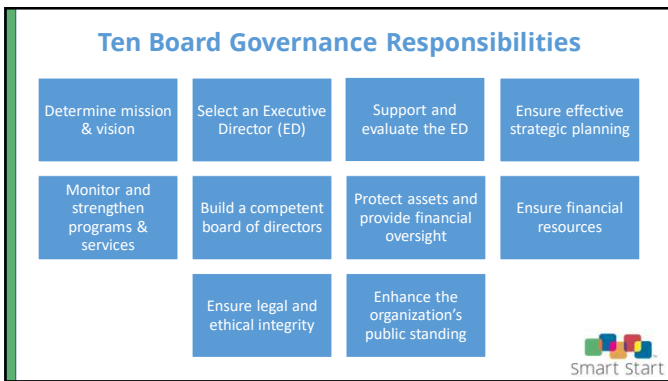 Ten Board Governance Responsibilities
Determine mission
& vision
Select an Executive
Director (ED)
Support and
evaluate the ED
Ensure effective
strategic planning
Monitor and
strengthen
programs &
services
Build a competent
board of directors
Protect assets and
provide financial
oversight
Ensure financial
resources
Ensure legal and
ethical integrity
Enhance the
organization's
public standing
Smart Start